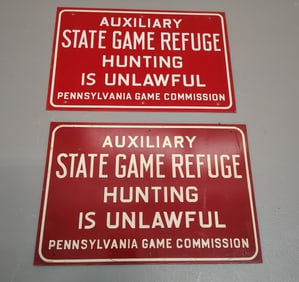 AUXILIARY
STATE GAME REFUGE
HUNTING
IS UNLAWFUL
PENNSYLVANIA GAME COMMISSION
AUXILIARY
STATE GAME REFUGE
HUNTING
IS UNLAWFUL
PENNSYLVANIA GAME COMMISSION